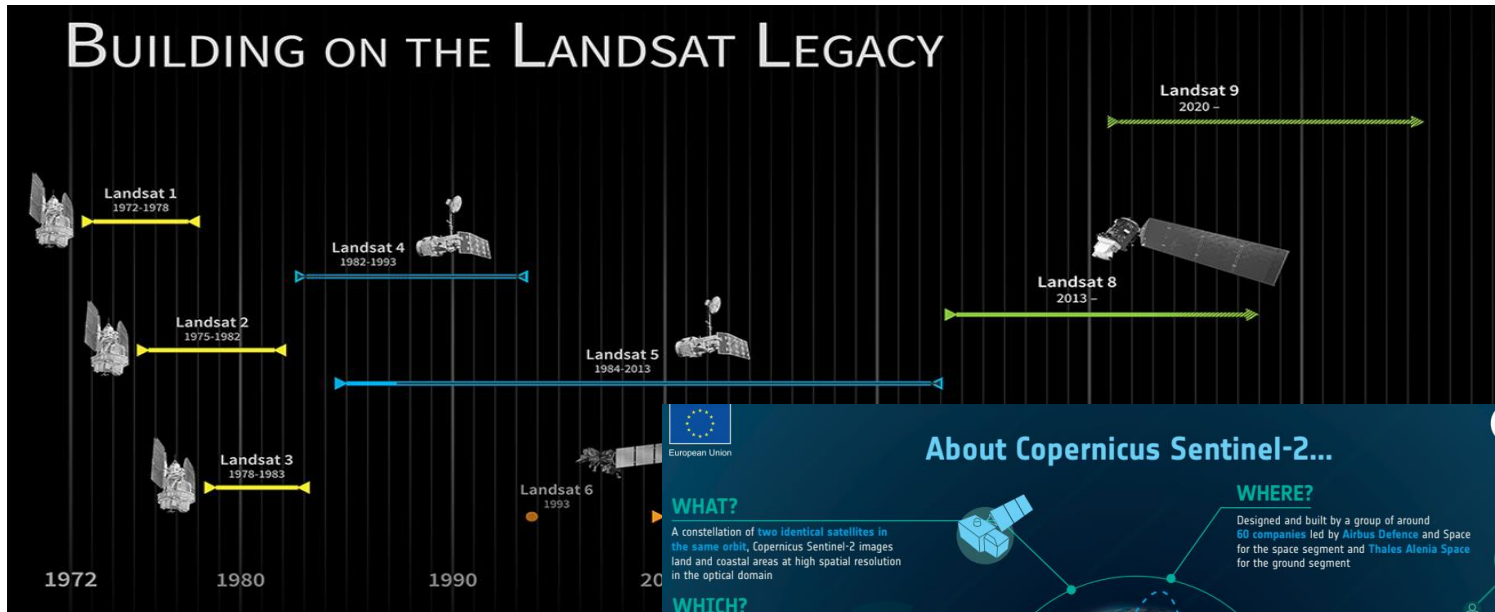 BUILDING ON THE LANDSAT LEGACY
Landsat 9
2020 –
Landsat 1
1972-1978
Landsat 4
1982-1993
Landsat 8
2013 –
Landsat 2
1975-1982
Landsat 5
1984-2013
Landsat 3
1978-1983
Landsat 6
1993
1972
1980
1990
20
European Union
About Copernicus Sentinel-2...
WHAT?
A constellation of two identical satellites in
the same orbit, Copernicus Sentinel-2 images
land and coastal areas at high spatial resolution
in the optical domain
WHERE?
Designed and built by a group of around
60 companies led by Airbus Defence and Space
for the space segment and Thales Alenia Space
for the ground segment
WHICH?